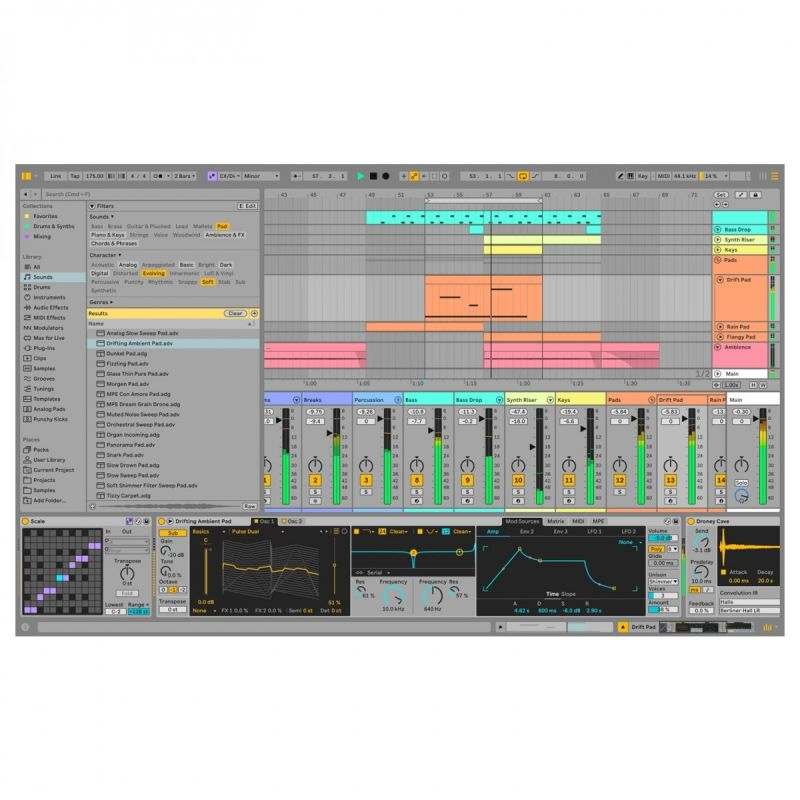 Link Tap 175.00 4 / 4 2 Bars C#/Db Minor 57. 3. 1 53. 1. 1 8. 0. 0 Key MIDI 44.1 kHz 14 %
Search (Cmd + F)
Collections
Favorites
Drums & Synths
Mixing
Library
All
Sounds
Drums
Instruments
Audio Effects
MIDI Effects
Modulators
Max for Live
Plug-Ins
Clips
Samples
Grooves
Tunings
Templates
Analog Pads
Punchy Kicks
Places
Packs
User Library
Current Project
Projects
Samples
Add Folder...
Filters Edit
Sounds
Bass Brass Guitar & Plucked Lead Mallets Pad
Piano & Keys Strings Voice Woodwind Ambience & FX
Chords & Phrases
Character
Acoustic Analog Arpeggiated Basic Bright Dark
Digital Distorted Evolving Inharmonic Lofi & Vinyl
Percussive Punchy Rhythmic Snappy Soft Stab Sub
Synthetic
Genres
Results Clear
Name
Analog Slow Sweep Pad.adv
Drifting Ambient Pad.adv
Dunkel Pad.adg
Fizzling Pad.adv
Glass Thin Pure Pad.adv
Morgen Pad.adv
MPE Con Amore Pad.adg
MPE Dream Grain Drone.adg
Muted Noise Sweep Pad.adv
Orchestral Sweep Pad.adv
Organ Incoming.adg
Panorama Pad.adv
Shark Pad.adv
Slow Drown Pad.adg
Slow Sweep Pad.adv
Soft Shimmer Filter Sweep Pad.adv
Tizzy Carpet.adg
Raw
43 45 47 49 51 53 55 57 59 61 63 65 67 69 71 Set
Bass Drop
Synth Riser
Keys
Pads
Drift Pad
Rain Pad
Flangy Pad
Ambience
1/2 Main
1:00 1:05 1:10 1:15 1:20 1:25 1:30 1:35 1.00x H W
Breaks Percussion Bass Bass Drop Synth Riser Keys Pads Drift Pad Rain P Main
2 3 8 9 10 11 12 13 14
Solo
Scale
In Out
Transpose
0 st
Fold
Lowest Range
C-2 +128 st
Drifting Ambient Pad Osc 1 Osc 2
Sub
Gain
-20 dB
Tone
0.0 %
Octave
0 -1 -2
Transpose
0 st
Basics Pulse Dual
0.0 dB 51 %
None FX 1 0.0 % FX 2 0.0 % Semi 0 st Det 0 st
24 Clean 12 Clean
Serial
Res Frequency Frequency Res
61 % 10.0 kHz 640 Hz 57 %
Mod Sources Matrix MIDI MPE
Amp Env 2 Env 3 LFO 1 LFO 2
None
Time Slope
A D S R
4.62 s 600 ms -6.0 dB 2.90 s
Volume
Poly 8
Glide
0.00 ms
Unison
Shimmer
Voices
3
Amount
Droney Cave
Send
-3.1 dB
Predelay
10.0 ms
ms
Feedback
0.0 %
Attack Decay
0.00 ms 20.0 s
Convolution IR
Halls
Berliner Hall LR
Drift Pad